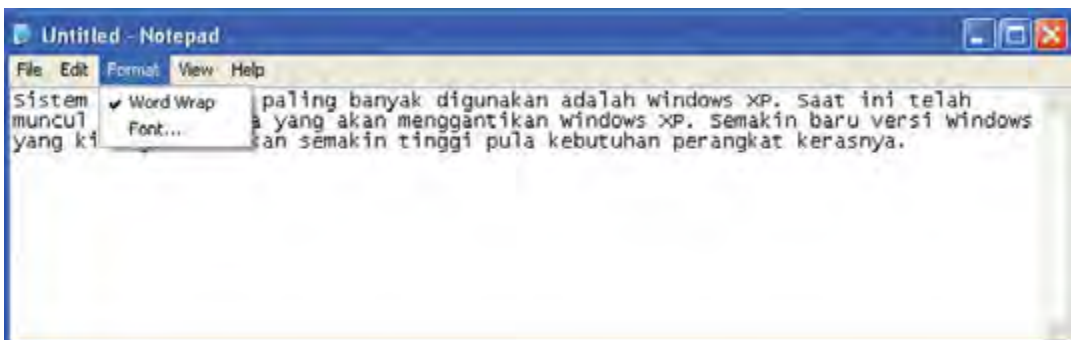 Untitled - Notepad
File Edit Format View Help
Sistem paling banyak digunakan adalah Windows XP. Saat ini telah
Word Wrap
muncul yang akan menggantikan Windows XP. Semakin baru versi Windows
Font...
yang semakin tinggi pula kebutuhan perangkat kerasnya.